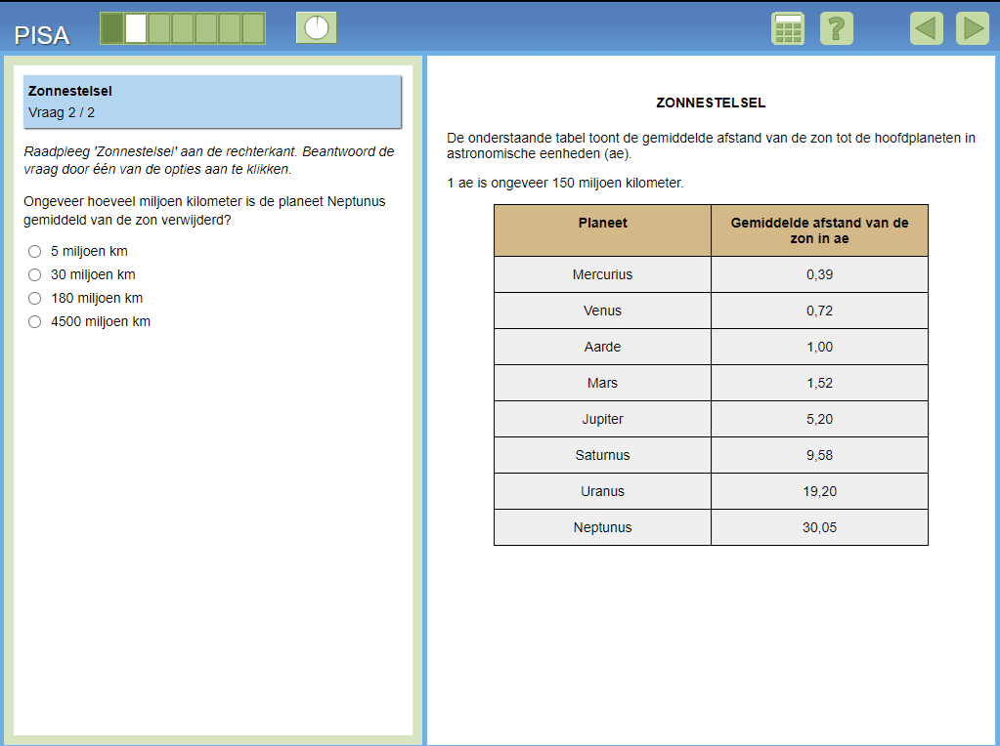 PISA
?
Zonnestelsel
Vraag 2 / 2
Raadpleeg 'Zonnestelsel' aan de rechterkant. Beantwoord de
vraag door één van de opties aan te klikken.
Ongeveer hoeveel miljoen kilometer is de planeet Neptunus
gemiddeld van de zon verwijderd?
5 miljoen km
30 miljoen km
180 miljoen km
4500 miljoen km
ZONNESTELSEL
De onderstaande tabel toont de gemiddelde afstand van de zon tot de hoofdplaneten in
astronomische eenheden (ae).
1 ae is ongeveer 150 miljoen kilometer.
Planeet Gemiddelde afstand van de
zon in ae
Mercurius 0,39
Venus 0,72
Aarde 1,00
Mars 1,52
Jupiter 5,20
Saturnus 9,58
Uranus 19,20
Neptunus 30,05